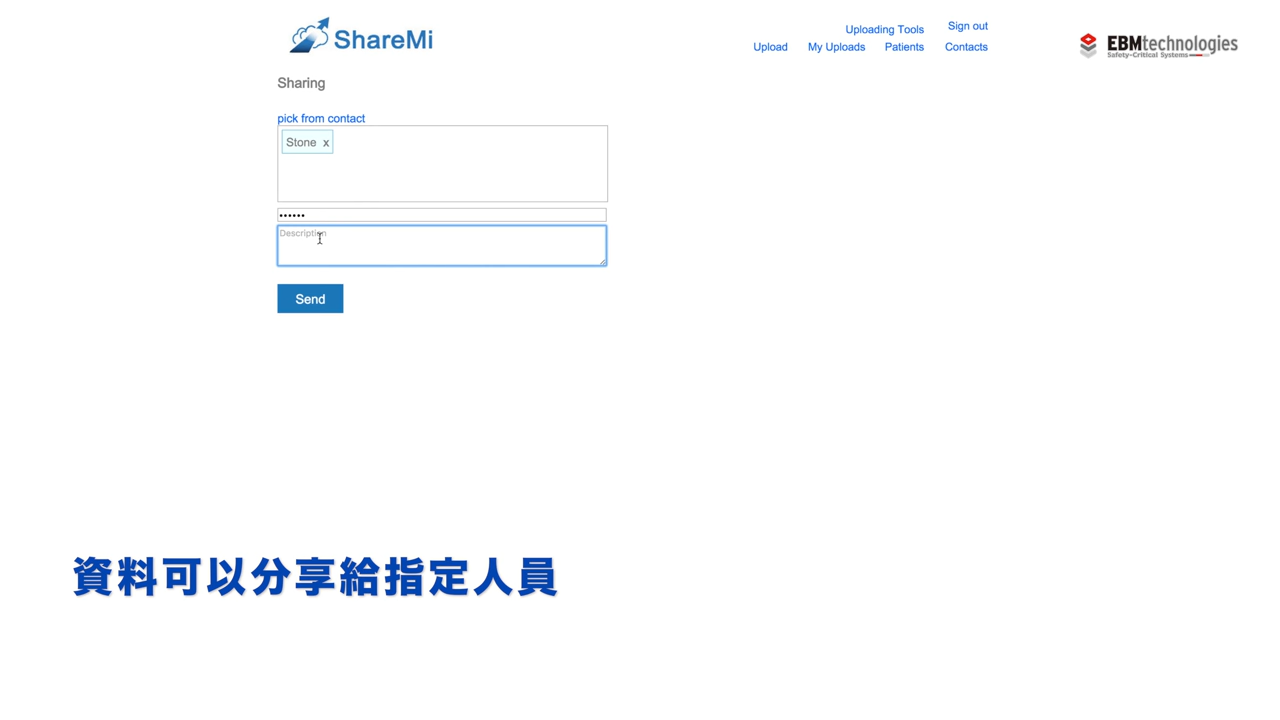 ShareMi
Uploading Tools
Sign out
Upload
My Uploads
Patients
Contacts
EBMtechnologies
Safety-Critical Systems
Sharing
pick from contact
Stone x
••••••
Description
Send
資料可以分享給指定人員